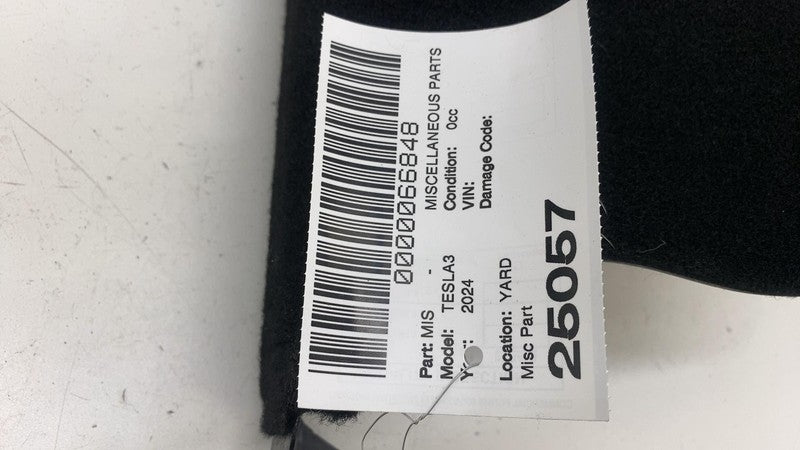 0000066848
Part: MIS - MISCELLANEOUS PARTS
Model: TESLA3 Condition: 0cc
2024 VIN:
Damage Code:
Location: YARD
Misc Part
25057